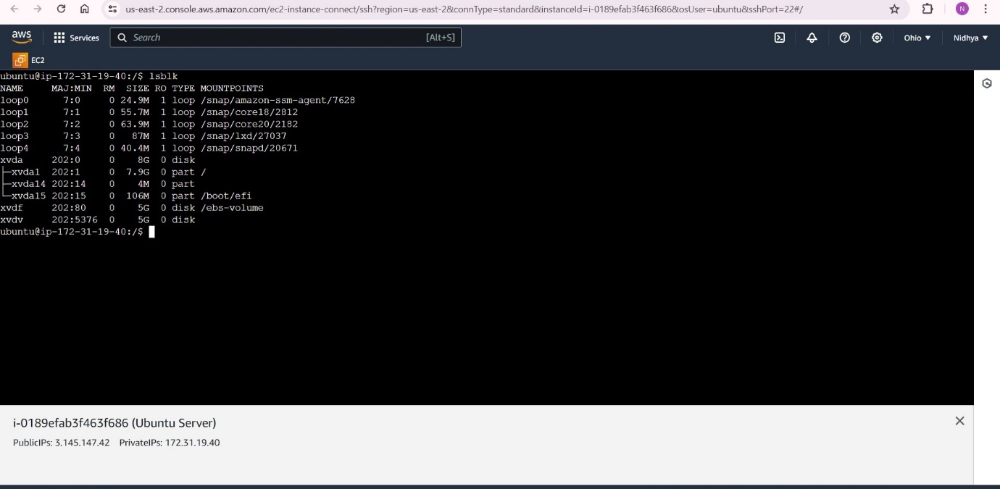 us-east-2.console.aws.amazon.com/ec2-instance-connect/ssh?region=us-east-2&connType=standard&instanceId=i-0189efab3f463f686&osUser=ubuntu&sshPort=22#/
N
aws Services Search [Alt+S] Ohio Nidhya
EC2
ubuntu@ip-172-31-19-40:/$ lsblk
NAME     MAJ:MIN  RM  SIZE RO TYPE MOUNTPOINTS
loop0      7:0     0 24.9M  1 loop /snap/amazon-ssm-agent/7628
loop1      7:1     0 55.7M  1 loop /snap/core18/2812
loop2      7:2     0 63.9M  1 loop /snap/core20/2182
loop3      7:3     0   87M  1 loop /snap/lxd/27037
loop4      7:4     0 40.4M  1 loop /snap/snapd/20671
xvda     202:0     0    8G  0 disk
├─xvda1  202:1     0  7.9G  0 part /
├─xvda14 202:14    0    4M  0 part
└─xvda15 202:15    0  106M  0 part /boot/efi
xvdf     202:80    0    5G  0 disk /ebs-volume
xvdv     202:5376  0    5G  0 disk
ubuntu@ip-172-31-19-40:/$
i-0189efab3f463f686 (Ubuntu Server)
PublicIPs: 3.145.147.42 PrivateIPs: 172.31.19.40